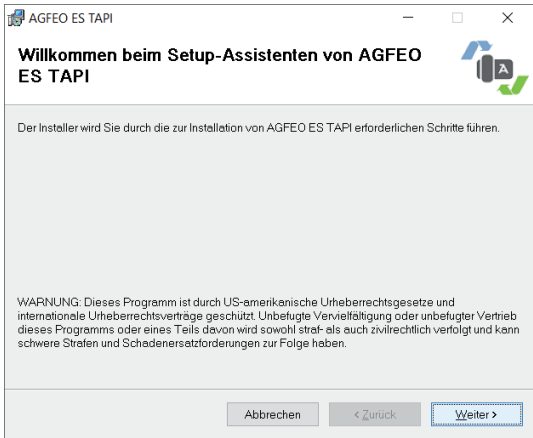 AGFEO ES TAPI
Willkommen beim Setup-Assistenten von AGFEO
ES TAPI
A
Der Installer wird Sie durch die zur Installation von AGFEO ES TAPI erforderlichen Schritte führen.
WARNUNG: Dieses Programm ist durch US-amerikanische Urheberrechtsgesetze und
internationale Urheberrechtsverträge geschützt. Unbefugte Vervielfältigung oder unbefugter Vertrieb
dieses Programms oder eines Teils davon wird sowohl straf- als auch zivilrechtlich verfolgt und kann
schwere Strafen und Schadenersatzforderungen zur Folge haben.
Abbrechen < Zurück Weiter >